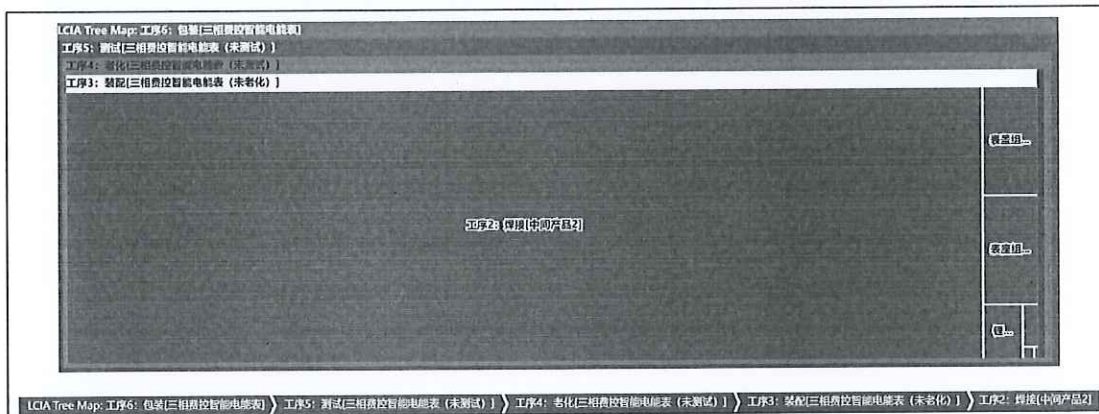 LCIA Tree Map: 工序6：包装[三相费控智能电能表]
工序5：测试[三相费控智能电能表（未测试）]
工序4：老化[三相费控智能电能表（未测试）]
工序3：装配[三相费控智能电能表（未老化）]
表盖组...
工序2：焊接[中间产品2]
表座组...
LCIA Tree Map: 工序6：包装[三相费控智能电能表] 〉 工序5：测试[三相费控智能电能表（未测试）] 〉 工序4：老化[三相费控智能电能表（未测试）] 〉 工序3：装配[三相费控智能电能表（未老化）] 〉 工序2：焊接[中间产品2]